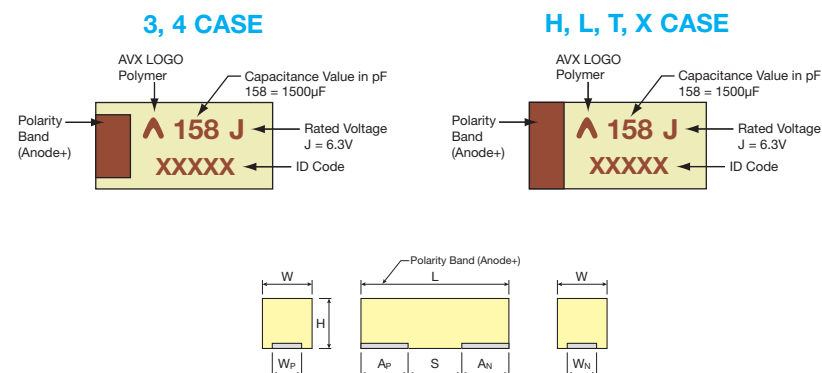 3, 4 CASE
AVX LOGO
Polymer
Capacitance Value in pF
158 = 1500µF
Polarity
Band
(Anode+)
158 J
XXXXX
Rated Voltage
J = 6.3V
ID Code
H, L, T, X CASE
AVX LOGO
Polymer
Capacitance Value in pF
158 = 1500µF
Polarity
Band
(Anode+)
158 J
XXXXX
Rated Voltage
J = 6.3V
ID Code
Polarity Band (Anode+)
W
L
W
H
WP
AP
S
AN
WN